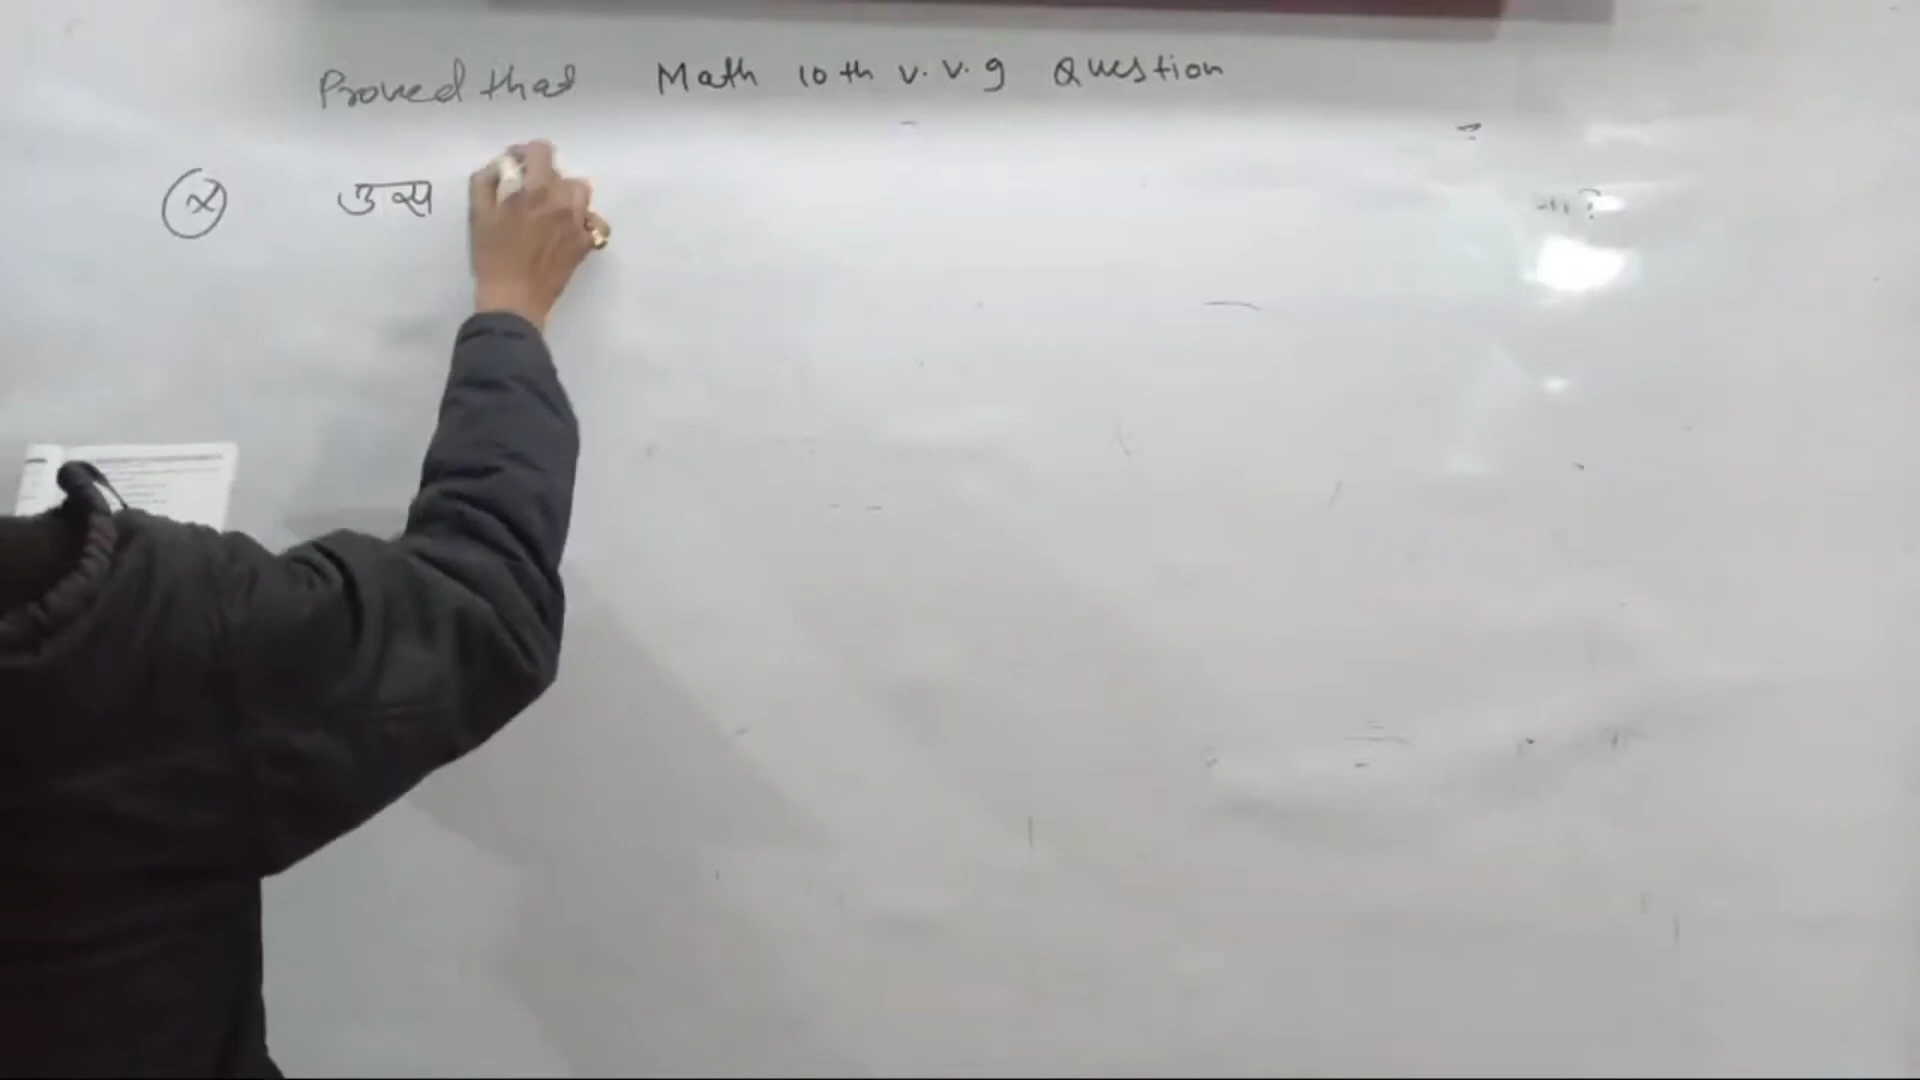 Proved that Math 10th v.v.g Question
उस